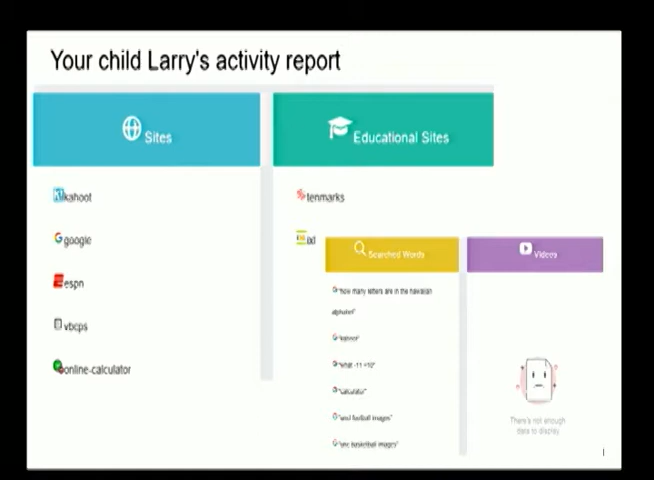 Your child Larry's activity report
Sites
Educational Sites
kahoot
google
espn
vbcps
online-calculator
tenmarks
ixl
Searched Words
"how many letters are in the hawaiian
alphabet"
"kahoot"
"what -11 +10"
"calculator"
football images"
"unc basketball images"
Videos
There's not enough
data to display